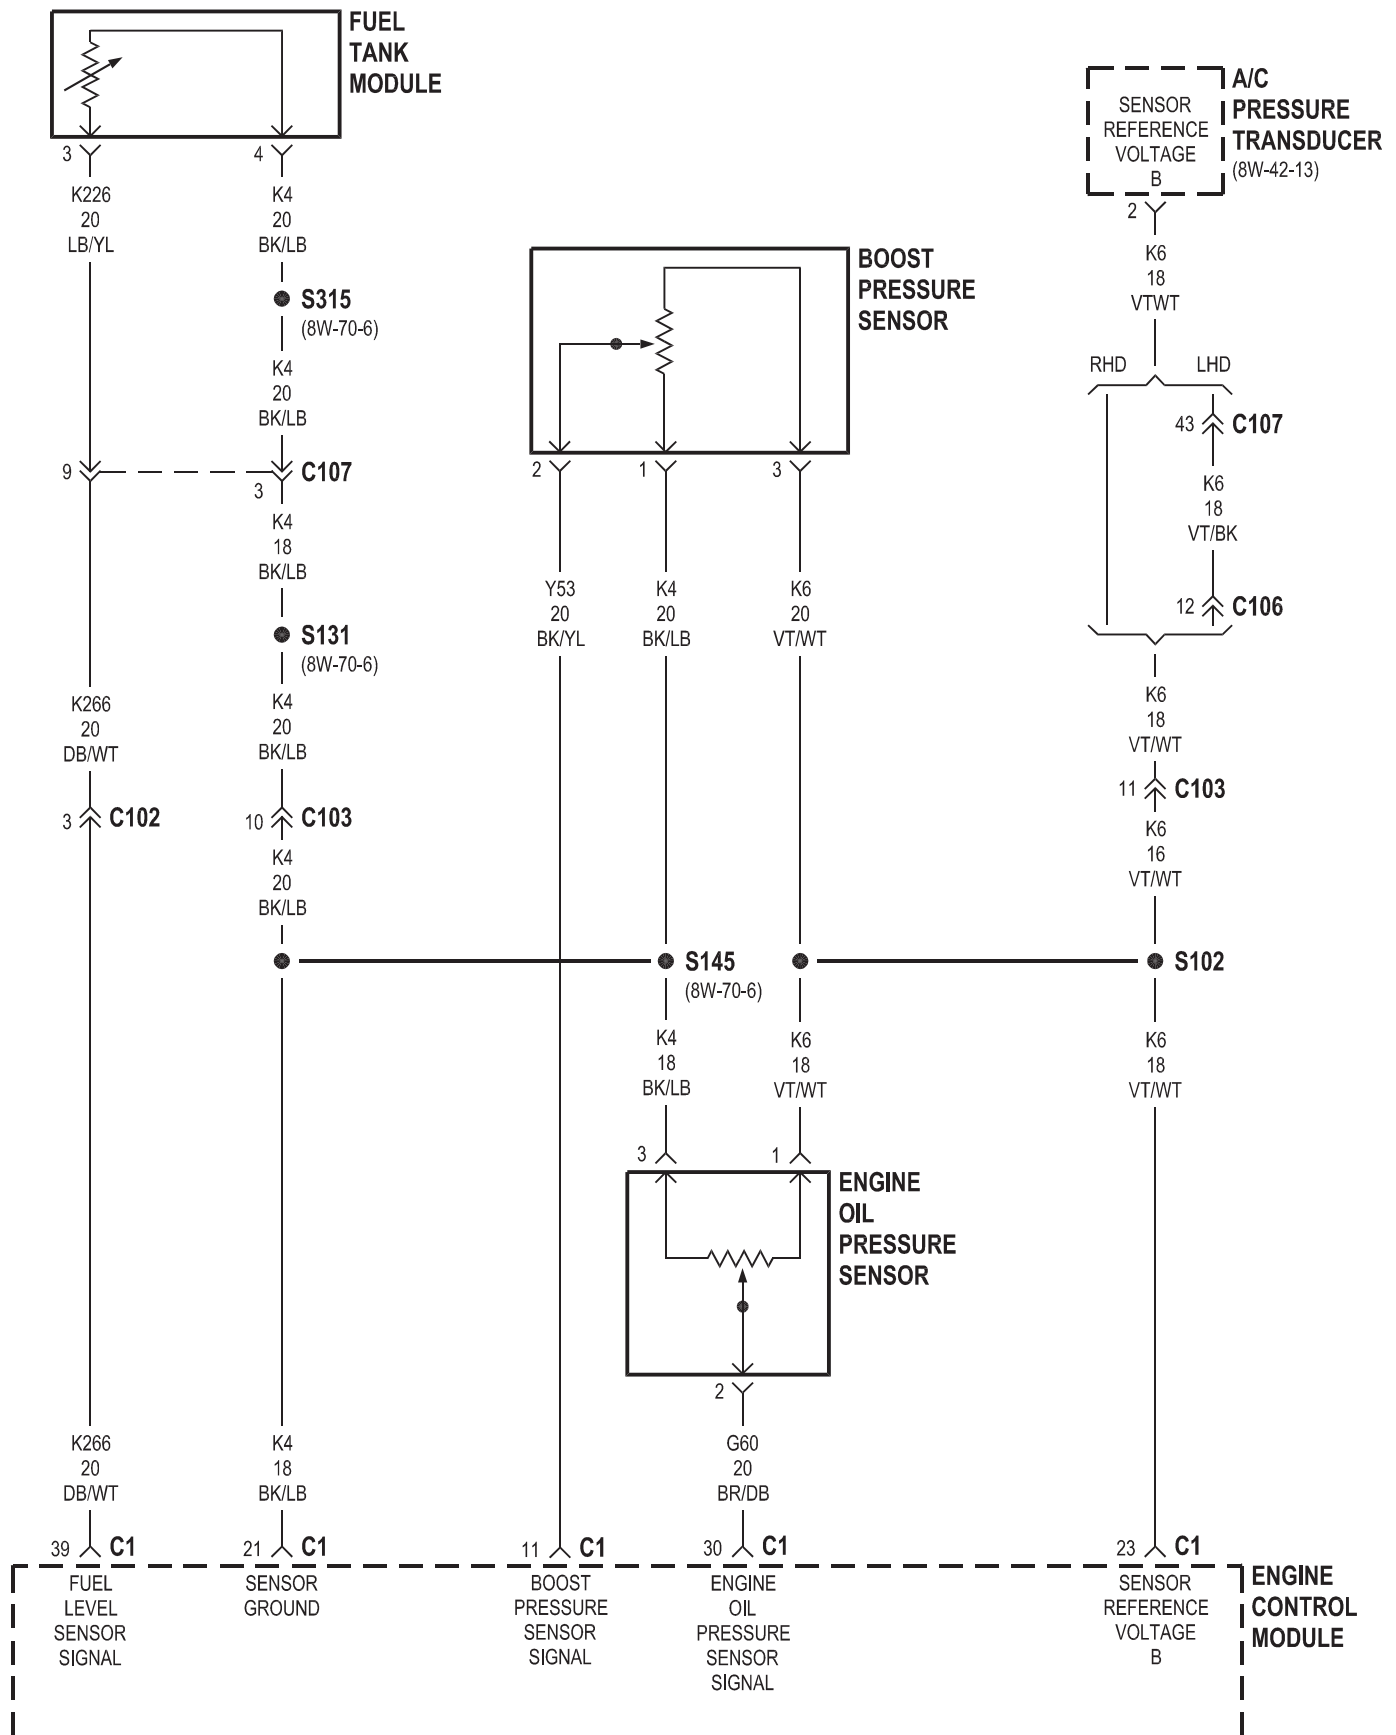 FUEL
TANK
MODULE
3
4
K226
20
LB/YL
K4
20
BK/LB
S315
(8W-70-6)
K4
20
BK/LB
9
3
C107
K4
18
BK/LB
S131
(8W-70-6)
K266
20
DB/WT
K4
20
BK/LB
3
C102
10
C103
K4
20
BK/LB
BOOST
PRESSURE
SENSOR
2
1
3
Y53
20
BK/YL
K4
20
BK/LB
K6
20
VT/WT
A/C
PRESSURE
TRANSDUCER
(8W-42-13)
SENSOR
REFERENCE
VOLTAGE
B
2
K6
18
VTWT
RHD
LHD
43
C107
K6
18
VT/BK
12
C106
K6
18
VT/WT
11
C103
K6
16
VT/WT
S145
(8W-70-6)
S102
K4
18
BK/LB
K6
18
VT/WT
K6
18
VT/WT
3
1
ENGINE
OIL
PRESSURE
SENSOR
2
K266
20
DB/WT
K4
18
BK/LB
G60
20
BR/DB
39
C1
21
C1
11
C1
30
C1
23
C1
FUEL
LEVEL
SENSOR
SIGNAL
SENSOR
GROUND
BOOST
PRESSURE
SENSOR
SIGNAL
ENGINE
OIL
PRESSURE
SENSOR
SIGNAL
SENSOR
REFERENCE
VOLTAGE
B
ENGINE
CONTROL
MODULE